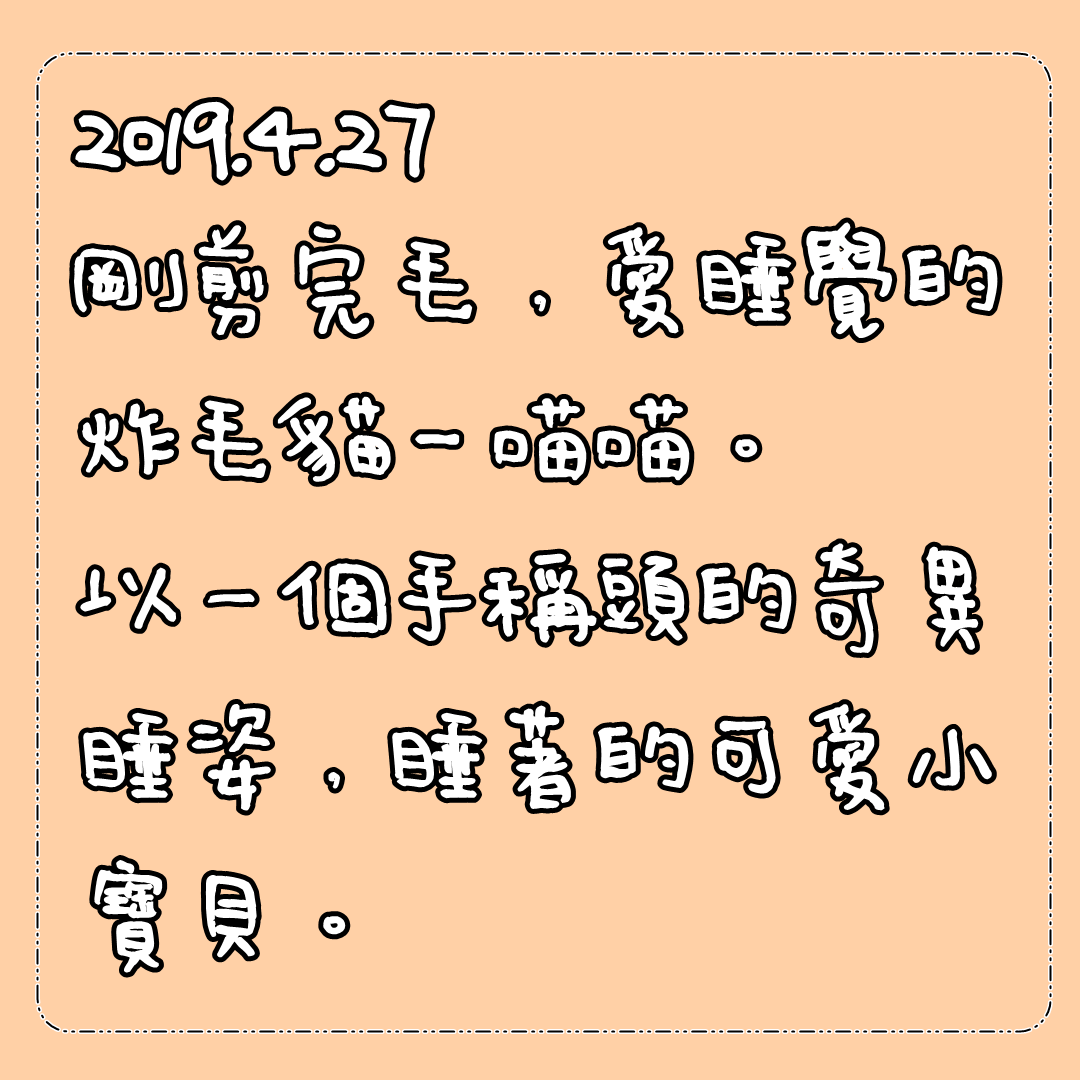 2019.4.27
剛剪完毛，愛睡覺的
炸毛貓－喵喵。
以一個手稱頭的奇異
睡姿，睡著的可愛小
寶貝。